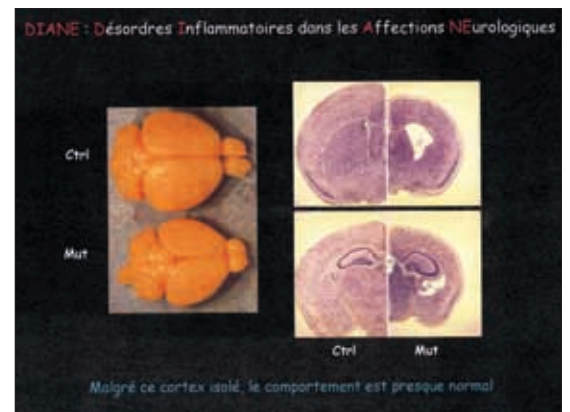 DIANE : Désordres Inflammatoires dans les Affections NEurologiques
Ctrl
Mut
Ctrl
Mut
Malgré ce cortex isolé, le comportement est presque normal